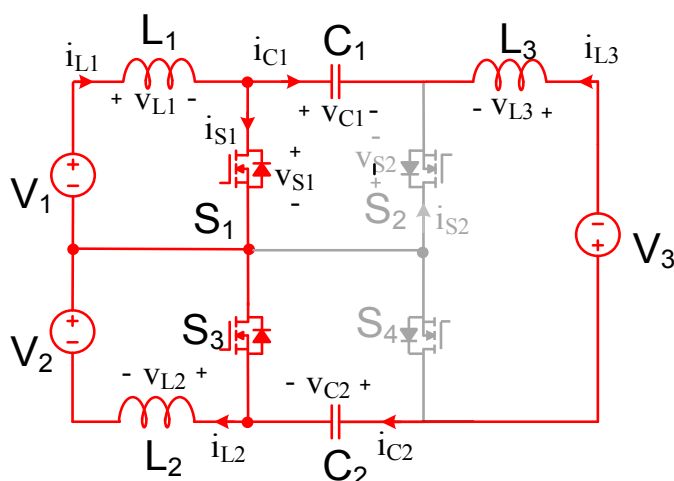 L1 C1 L3
iL1 iC1 iL3
+ vL1 - + vC1 - - vL3 +
iS1 + vS1 - - vS2 +
V1 S1 S2 iS2 V3
+ - - +
V2 S3 S4
+ -
- vL2 + - vC2 +
iL2 iC2
L2 C2